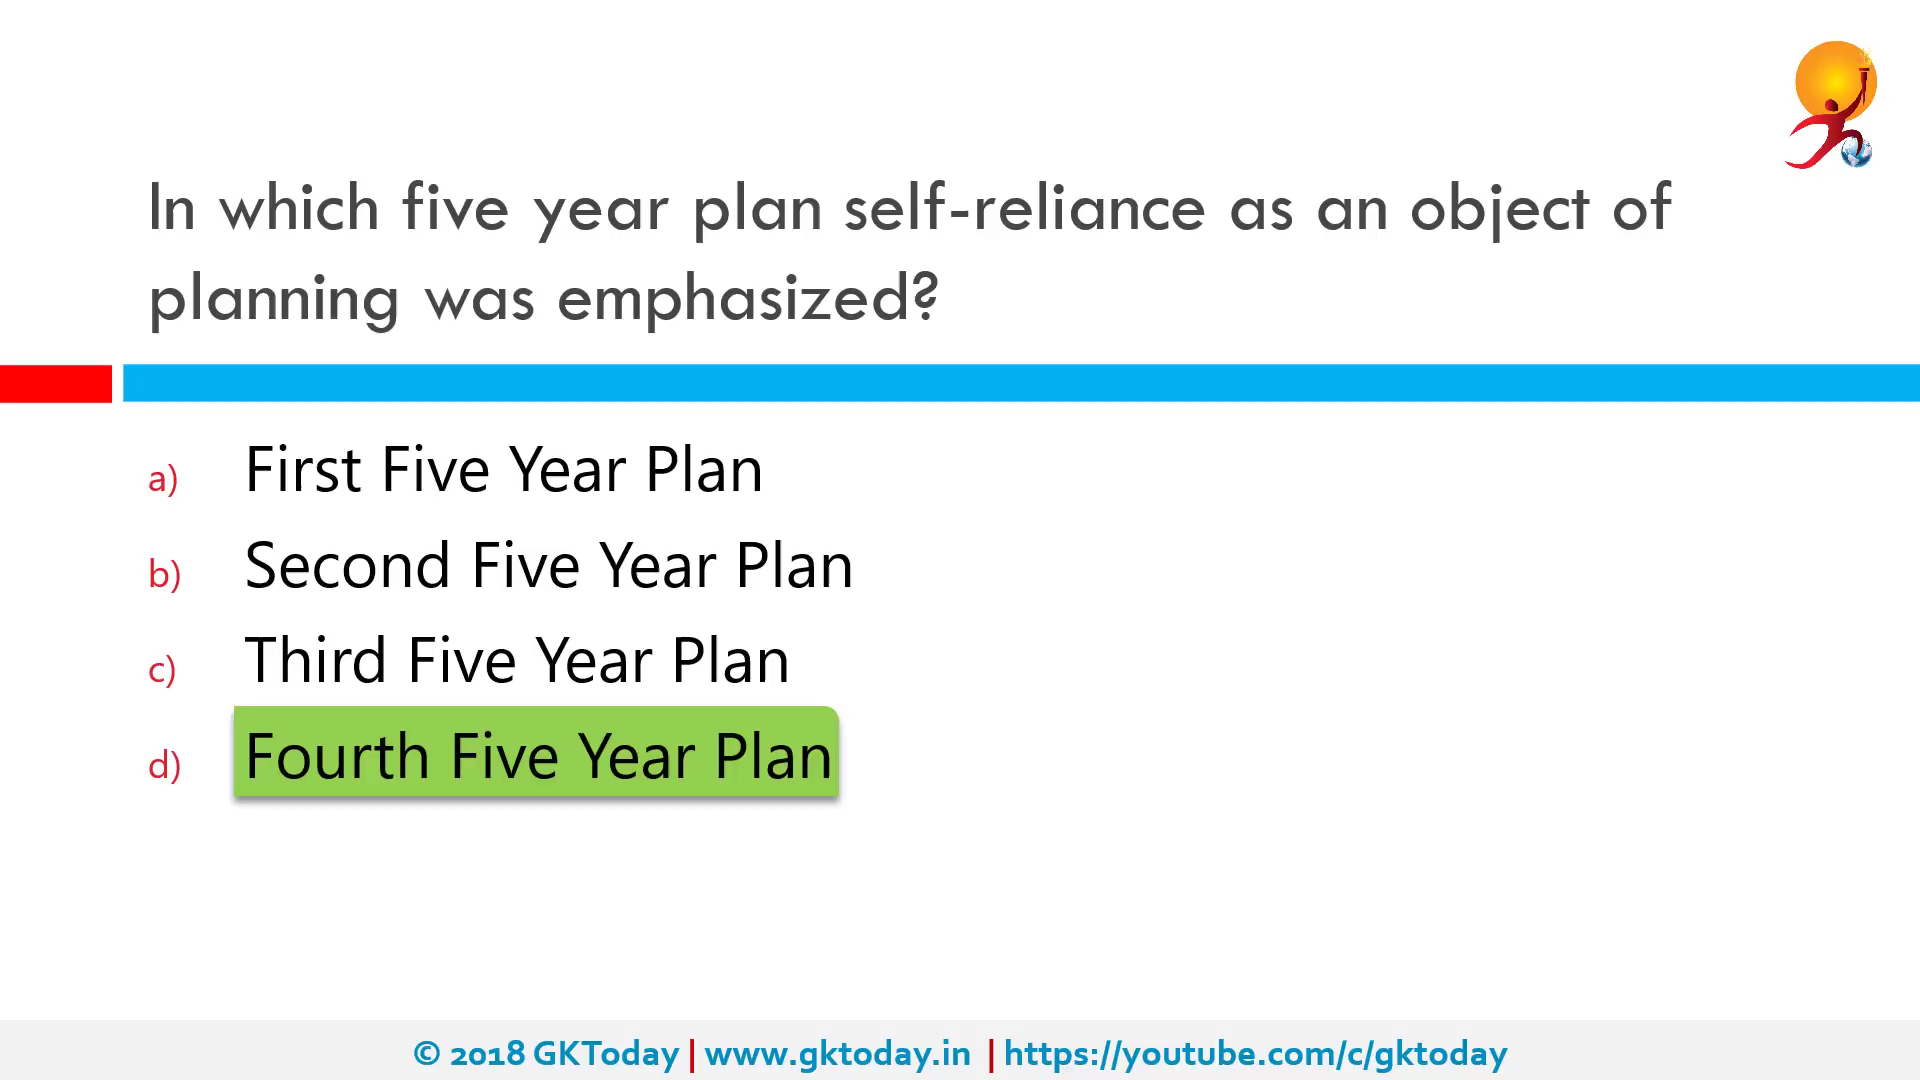 In which five year plan self-reliance as an object of
planning was emphasized?
a) First Five Year Plan
b) Second Five Year Plan
c) Third Five Year Plan
d) Fourth Five Year Plan
© 2018 GKToday | www.gktoday.in | https://youtube.com/c/gktoday